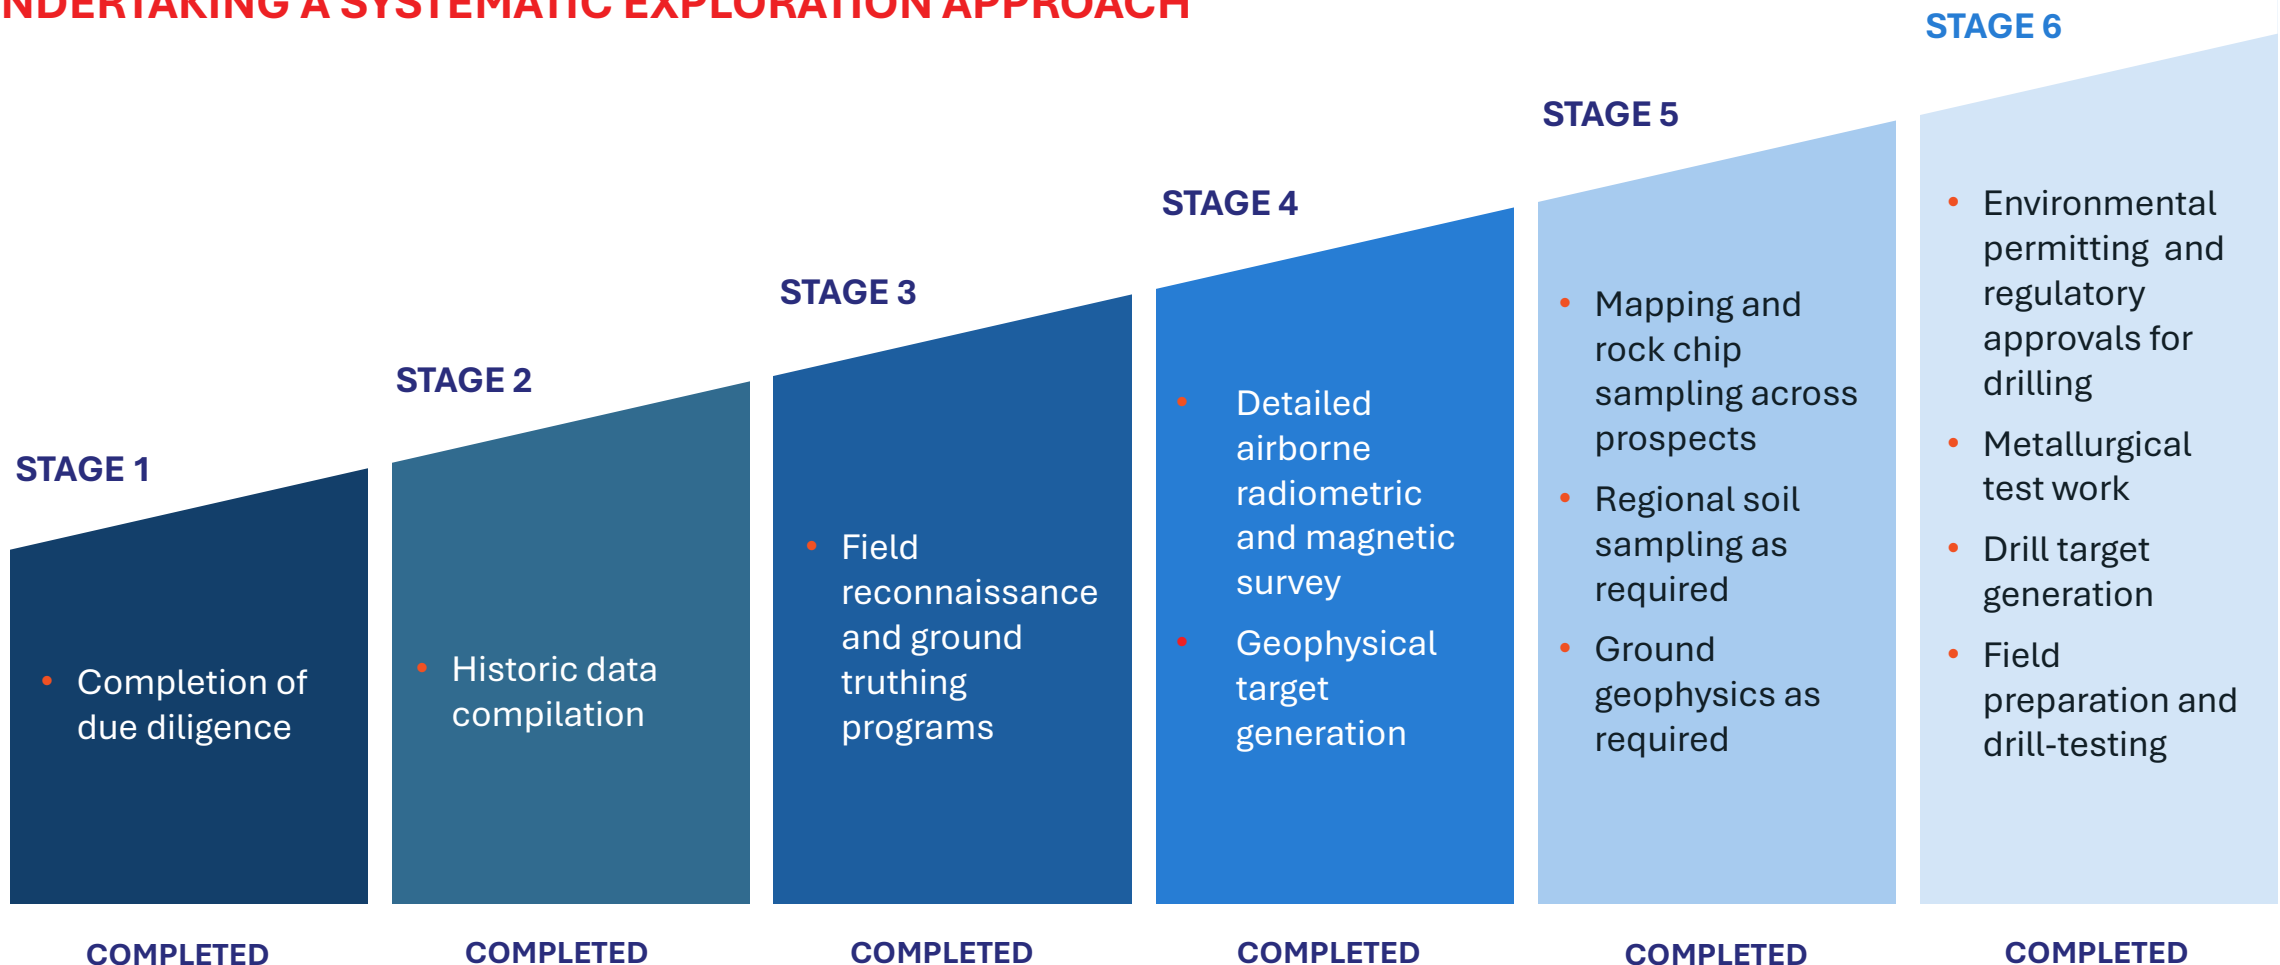 NDERTAKING A SYSTEMATIC EXPLORATION APPROACH
STAGE 1
• Completion of
due diligence
COMPLETED
STAGE 2
• Historic data
compilation
COMPLETED
STAGE 3
• Field
reconnaissance
and ground
truthing
programs
COMPLETED
STAGE 4
• Detailed
airborne
radiometric
and magnetic
survey
• Geophysical
target
generation
COMPLETED
STAGE 5
• Mapping and
rock chip
sampling across
prospects
• Regional soil
sampling as
required
• Ground
geophysics as
required
COMPLETED
STAGE 6
• Environmental
permitting and
regulatory
approvals for
drilling
• Metallurgical
test work
• Drill target
generation
• Field
preparation and
drill-testing
COMPLETED